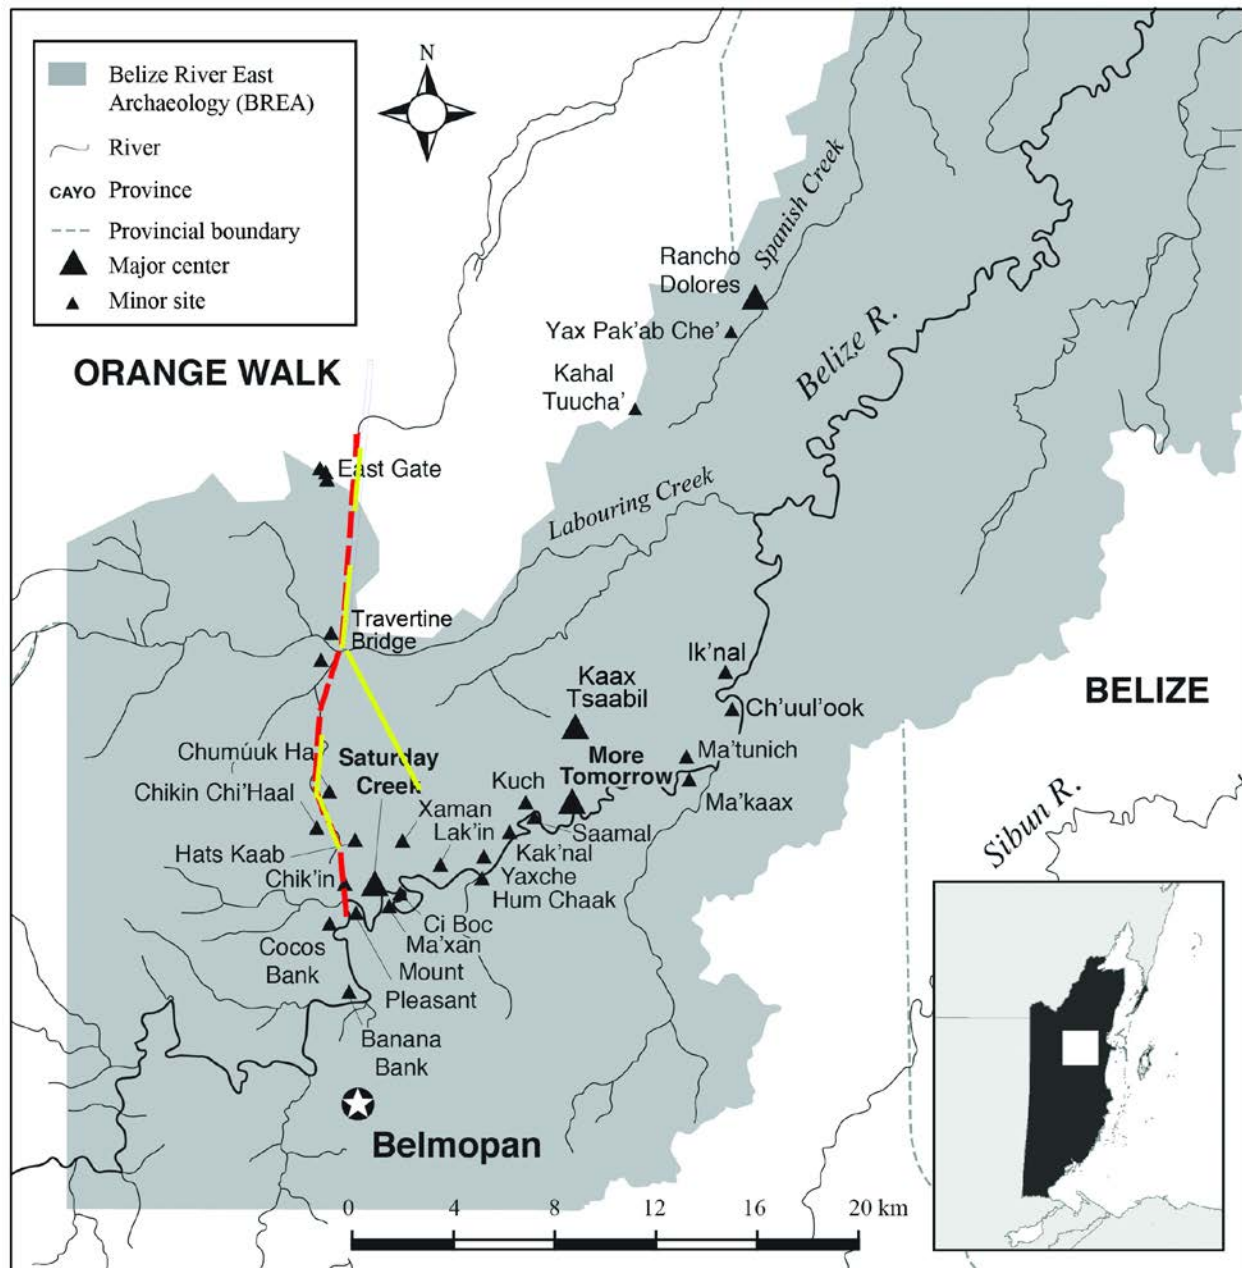 Belize River East
Archaeology (BREA)
River
CAYO Province
Provincial boundary
Major center
Minor site
N
Rancho
Dolores
Spanish Creek
Yax Pak'ab Che'
Belize R.
ORANGE WALK
Kahal
Tuucha'
East Gate
Labouring Creek
Travertine
Bridge
Ik'nal
Kaax
Tsaabil
BELIZE
Ch'uul'ook
Chumúuk Ha'
Saturday
Creek
More
Tomorrow
Ma'tunich
Kuch
Chikin Chi'Haal
Ma'kaax
Xaman
Lak'in
Saamal
Sibun R.
Hats Kaab
Kak'nal
Chik'in
Yaxche
Hum Chaak
Ci Boc
Ma'xan
Cocos
Bank
Mount
Pleasant
Banana
Bank
Belmopan
0 4 8 12 16 20 km